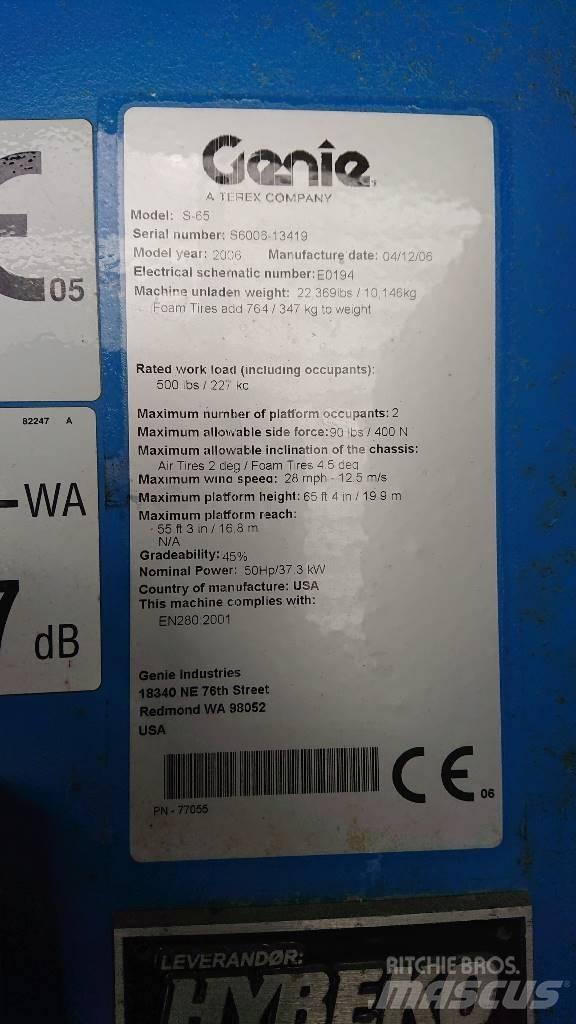 Genie
A TEREX COMPANY
Model: S-65
Serial number: S6006-13419
Model year: 2006 Manufacture date: 04/12/06
Electrical schematic number:E0194
Machine unladen weight: 22,369lbs / 10,146kg
Foam Tires add 764 / 347 kg to weight
Rated work load (including occupants):
500 lbs / 227 kg
Maximum number of platform occupants: 2
Maximum allowable side force:90 lbs / 400 N
Maximum allowable inclination of the chassis:
Air Tires 2 deg / Foam Tires 4.5 deg
Maximum wind speed: 28 mph - 12.5 m/s
Maximum platform height: 65 ft 4 in / 19.9 m
Maximum platform reach:
55 ft 3 in / 16.8 m
N/A
Gradeability: 45%
Nominal Power: 50Hp/37.3 kW
Country of manufacture: USA
This machine complies with:
EN280:2001
Genie Industries
18340 NE 76th Street
Redmond WA 98052
USA
PN - 77055
CE 06
05
82247 A
-WA
7 dB
LEVERANDØR:
RITCHIE BROS.
MASCUS